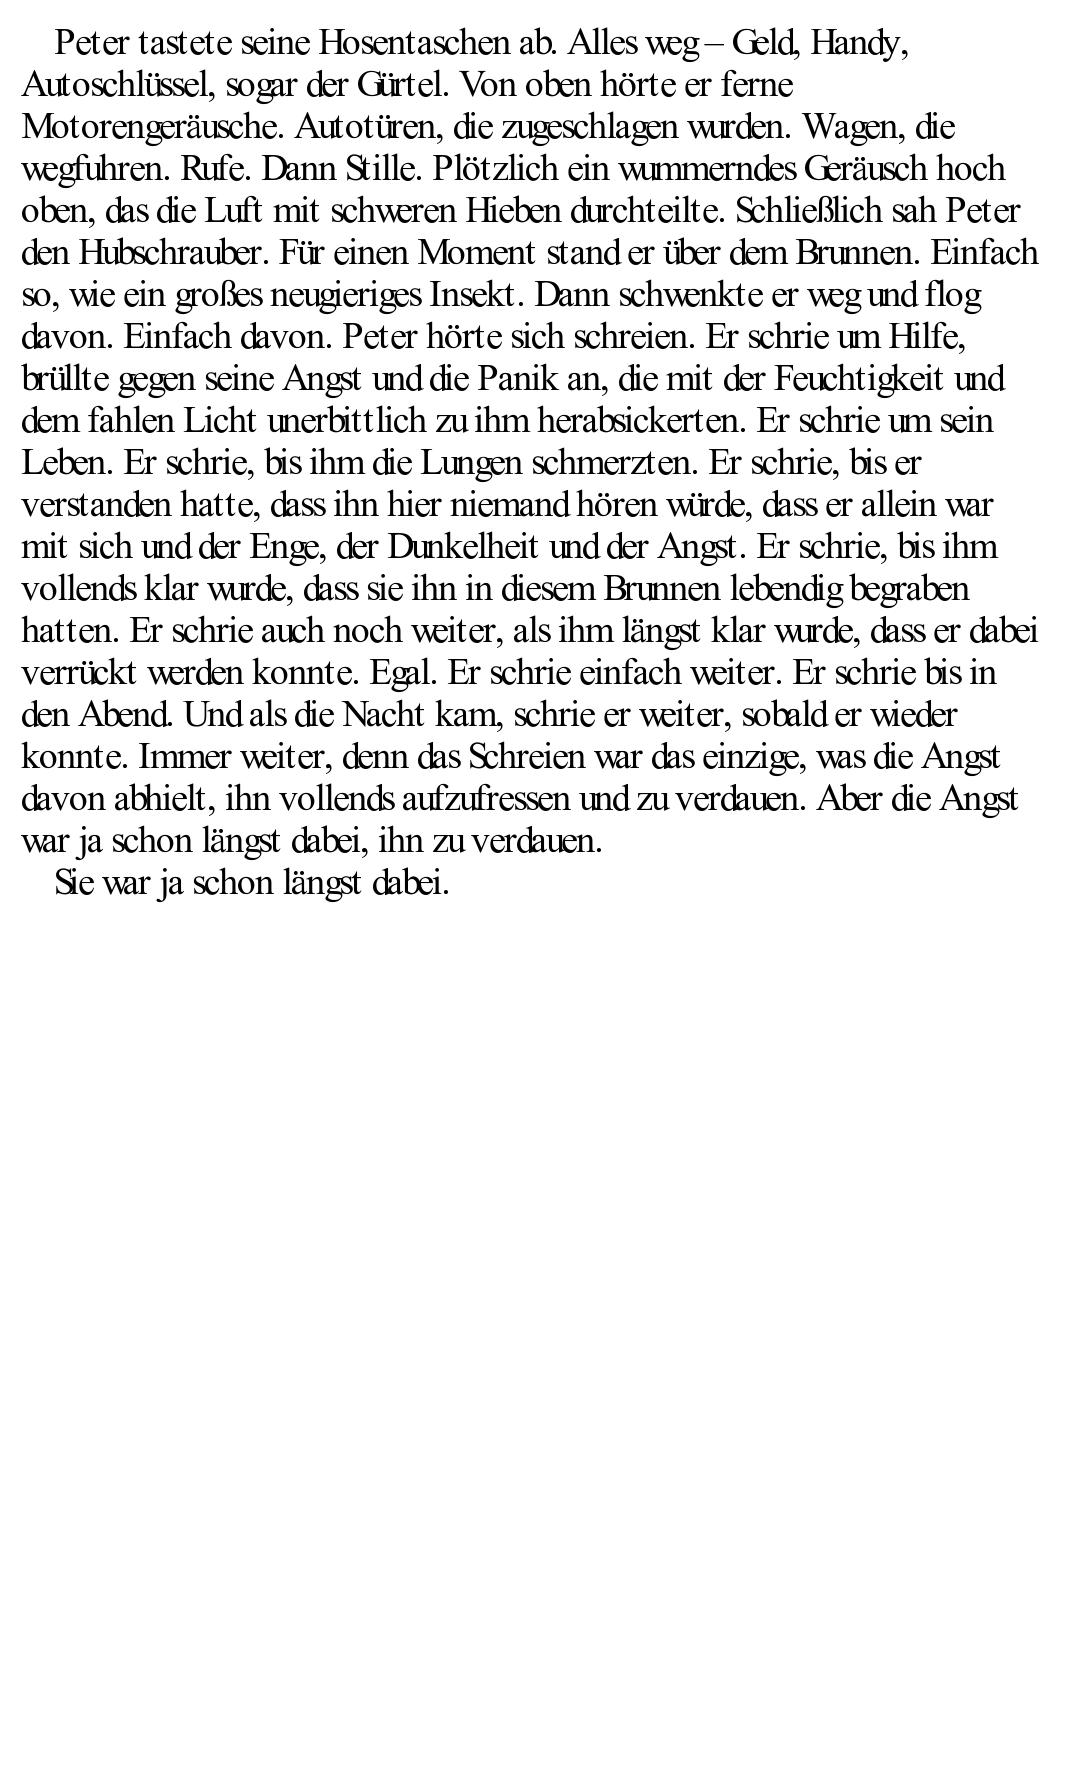 Peter tastete seine Hosentaschen ab. Alles weg – Geld, Handy,
Autoschlüssel, sogar der Gürtel. Von oben hörte er ferne
Motorengeräusche. Autotüren, die zugeschlagen wurden. Wagen, die
wegfuhren. Rufe. Dann Stille. Plötzlich ein wummerndes Geräusch hoch
oben, das die Luft mit schweren Hieben durchteilte. Schließlich sah Peter
den Hubschrauber. Für einen Moment stand er über dem Brunnen. Einfach
so, wie ein großes neugieriges Insekt. Dann schwenkte er weg und flog
davon. Einfach davon. Peter hörte sich schreien. Er schrie um Hilfe,
brüllte gegen seine Angst und die Panik an, die mit der Feuchtigkeit und
dem fahlen Licht unerbittlich zu ihm herabsickerten. Er schrie um sein
Leben. Er schrie, bis ihm die Lungen schmerzten. Er schrie, bis er
verstanden hatte, dass ihn hier niemand hören würde, dass er allein war
mit sich und der Enge, der Dunkelheit und der Angst. Er schrie, bis ihm
vollends klar wurde, dass sie ihn in diesem Brunnen lebendig begraben
hatten. Er schrie auch noch weiter, als ihm längst klar wurde, dass er dabei
verrückt werden konnte. Egal. Er schrie einfach weiter. Er schrie bis in
den Abend. Und als die Nacht kam, schrie er weiter, sobald er wieder
konnte. Immer weiter, denn das Schreien war das einzige, was die Angst
davon abhielt, ihn vollends aufzufressen und zu verdauen. Aber die Angst
war ja schon längst dabei, ihn zu verdauen.
Sie war ja schon längst dabei.